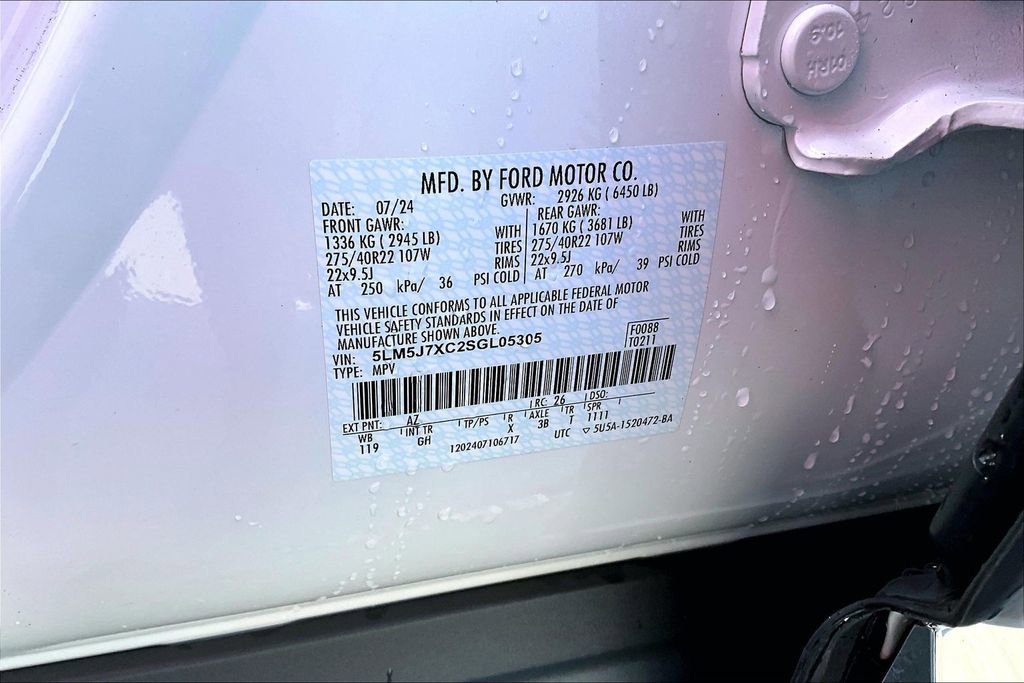 10.9
01RH
MFD. BY FORD MOTOR CO.
DATE: 07/24 GVWR: 2926 KG ( 6450 LB)
FRONT GAWR: REAR GAWR:
1336 KG ( 2945 LB) WITH 1670 KG ( 3681 LB) WITH
275/40R22 107W TIRES 275/40R22 107W TIRES
22x9.5J RIMS 22x9.5J RIMS
AT 250 kPa/ 36 PSI COLD AT 270 kPa/ 39 PSI COLD
THIS VEHICLE CONFORMS TO ALL APPLICABLE FEDERAL MOTOR
VEHICLE SAFETY STANDARDS IN EFFECT ON THE DATE OF
MANUFACTURE SHOWN ABOVE.
VIN: 5LM5J7XC2SGL05305 F0088
TYPE: MPV T0211
EXT PNT: AZ RC: 26 DSO:
WB INT TR TP/PS R AXLE TR SPR
119 GH X 3B T 1111
1202407106717 UTC ▽ 5U5A-1520472-BA